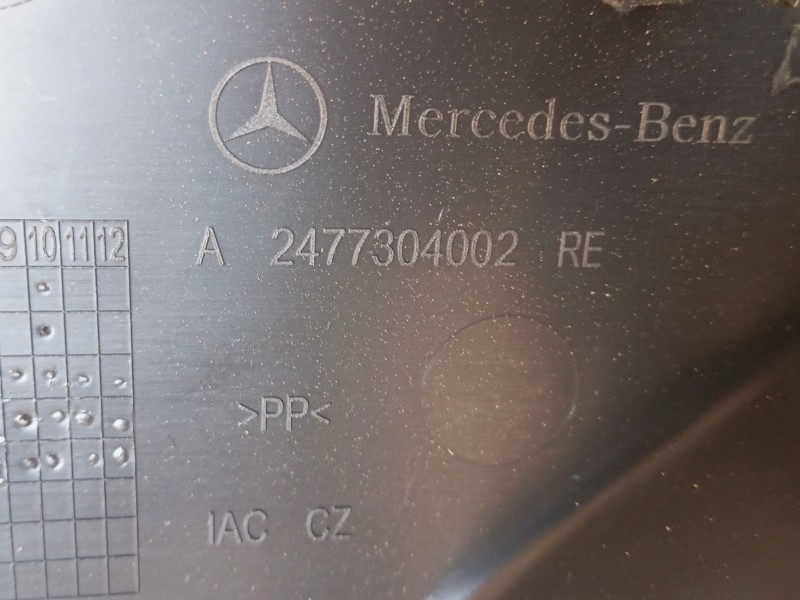 Mercedes-Benz
A 2477304002 RE
9 10 11 12
>PP<
IAC CZ